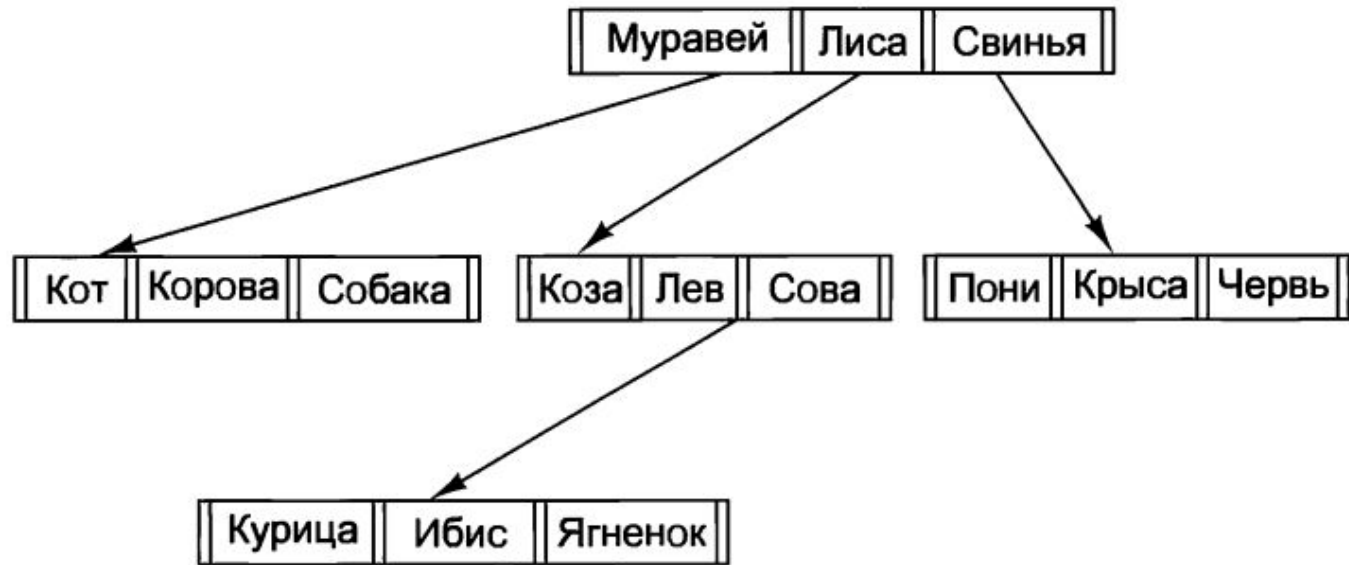 Муравей Лиса Свинья
Кот Корова Собака Коза Лев Сова Пони Крыса Червь
Курица Ибис Ягненок